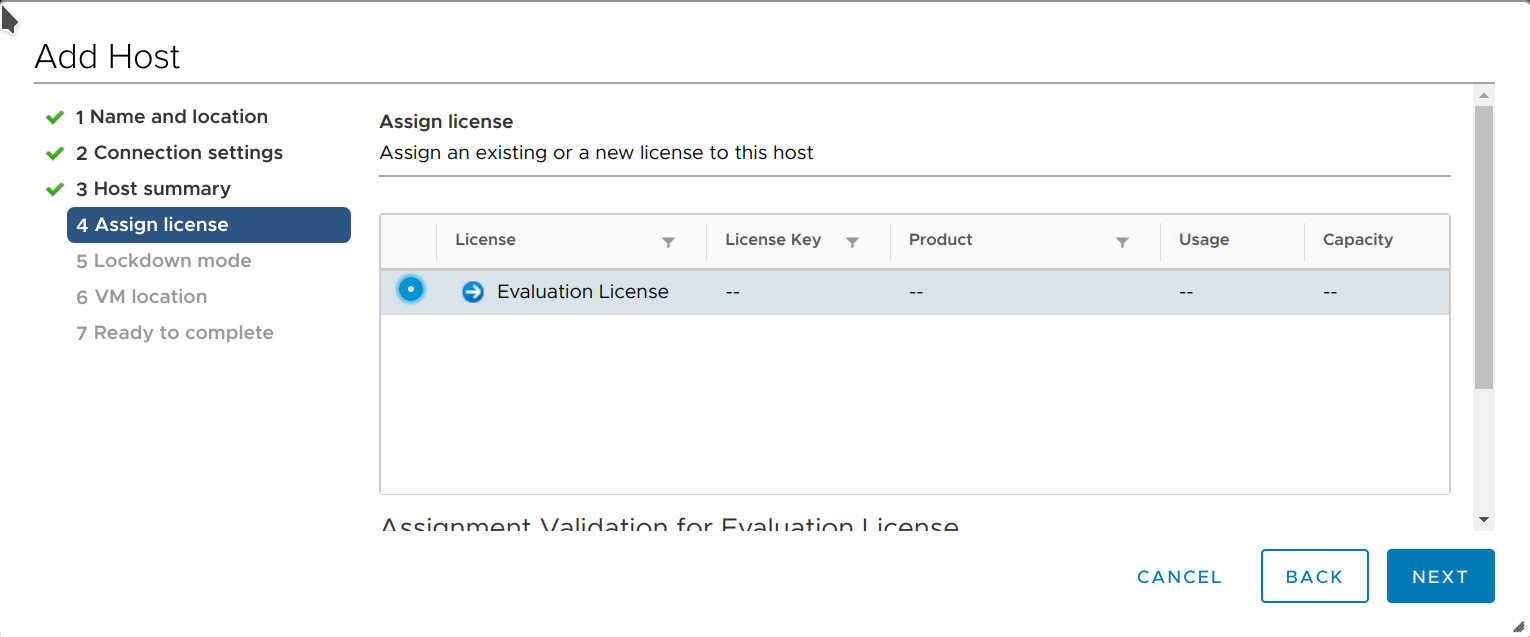 Add Host
1 Name and location
2 Connection settings
3 Host summary
4 Assign license
5 Lockdown mode
6 VM location
7 Ready to complete
Assign license
Assign an existing or a new license to this host
License License Key Product Usage Capacity
Evaluation License -- -- -- --
Assignment Validation for Evaluation License
CANCEL BACK NEXT